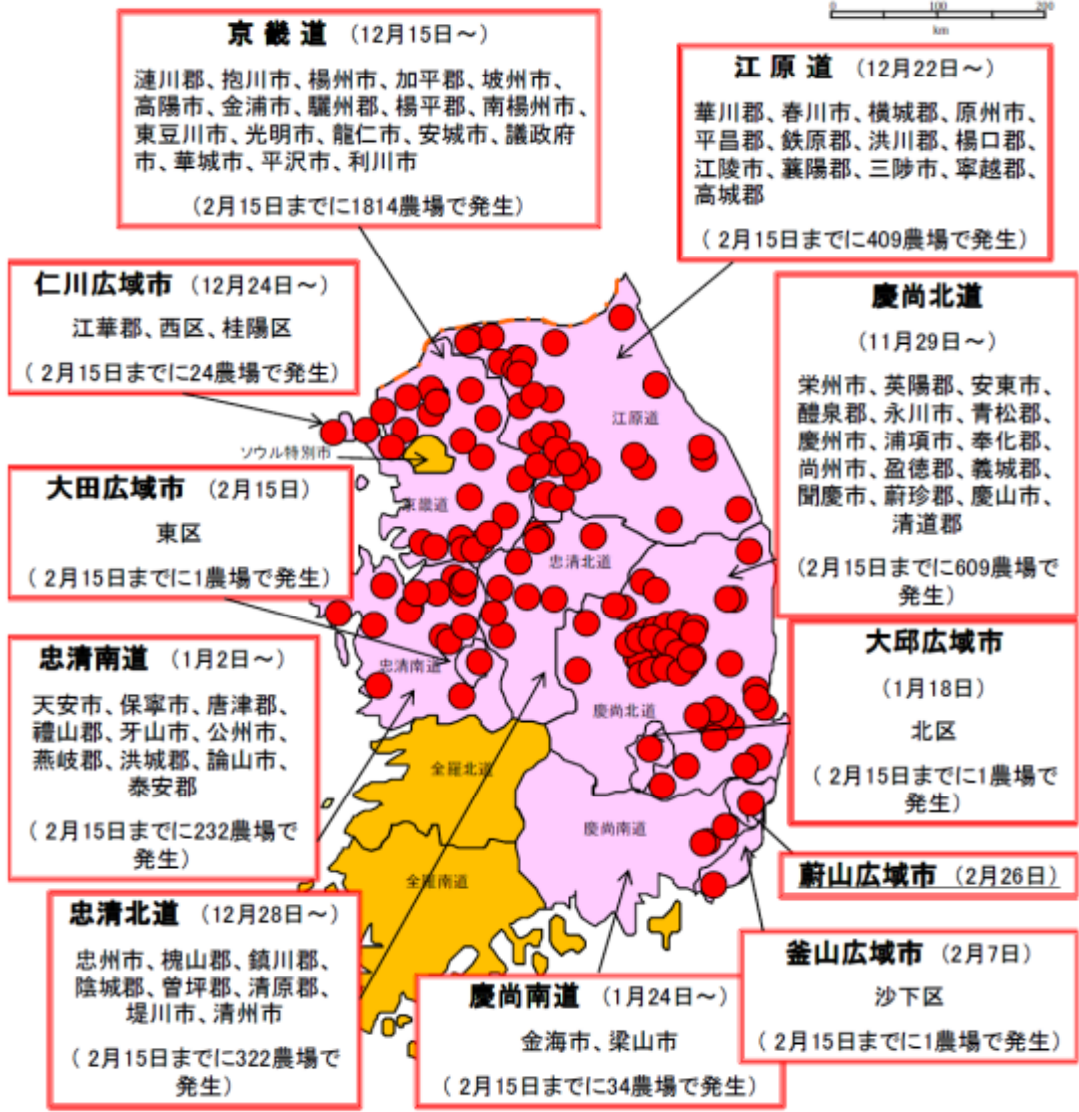 0 100 200
km
京 畿 道 （12月15日～）
漣川郡、抱川市、楊州市、加平郡、坡州市、
高陽市、金浦市、驪州郡、楊平郡、南楊州市、
東豆川市、光明市、龍仁市、安城市、議政府
市、華城市、平沢市、利川市
（2月15日までに1814農場で発生）
江 原 道 （12月22日～）
華川郡、春川市、横城郡、原州市、
平昌郡、鉄原郡、洪川郡、楊口郡、
江陵市、襄陽郡、三陟市、寧越郡、
高城郡
（ 2月15日までに409農場で発生）
仁川広域市 （12月24日～）
江華郡、西区、桂陽区
（ 2月15日までに24農場で発生）
慶尚北道
（11月29日～）
栄州市、英陽郡、安東市、
醴泉郡、永川市、青松郡、
慶州市、浦項市、奉化郡、
尚州市、盈徳郡、義城郡、
聞慶市、蔚珍郡、慶山市、
清道郡
（2月15日までに609農場で
発生）
江原道
ソウル特別市
京畿道
大田広域市 （2月15日）
東区
（ 2月15日までに1農場で発生）
忠清北道
大邱広域市
（1月18日）
北区
（ 2月15日までに1農場で
発生）
忠清南道 （1月2日～）
天安市、保寧市、唐津郡、
禮山郡、牙山市、公州市、
燕岐郡、洪城郡、論山市、
泰安郡
（ 2月15日までに232農場で
発生）
忠清南道
慶尚北道
全羅北道
慶尚南道
全羅南道
蔚山広域市 （2月26日）
忠清北道 （12月28日～）
忠州市、槐山郡、鎮川郡、
陰城郡、曽坪郡、清原郡、
堤川市、清州市
（ 2月15日までに322農場で
発生）
釜山広域市 （2月7日）
沙下区
（ 2月15日までに1農場で発生）
慶尚南道 （1月24日～）
金海市、梁山市
（ 2月15日までに34農場で発生）